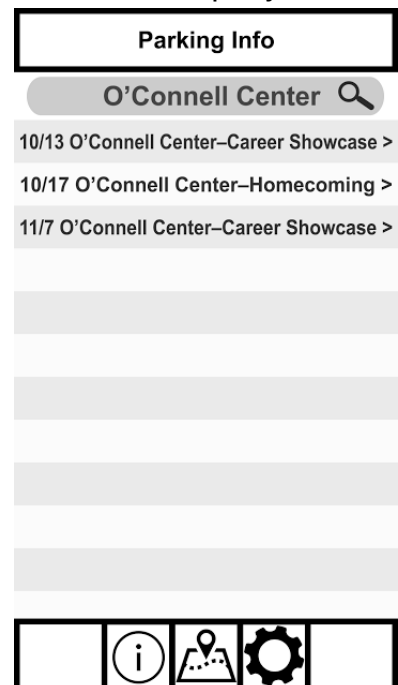 Parking Info
O’Connell Center
10/13 O’Connell Center–Career Showcase >
10/17 O’Connell Center–Homecoming >
11/7 O’Connell Center–Career Showcase >
i